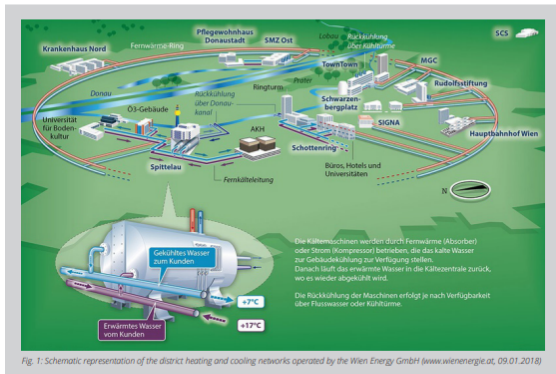 Pflegewohnhaus
Donaustadt
SMZ Ost
Lobau
Rückkühlung
über Kühltürme
SCS
Krankenhaus Nord
Fernwärme-Ring
TownTown
MGC
Donau
Rückkühlung
über Donau-
kanal
Ringturm
Prater
Rudolfsstiftung
Ö3-Gebäude
Schwarzen-
bergplatz
Universität
für Boden-
kultur
AKH
SIGNA
Hauptbahnhof Wien
Schottenring
Spittelau
Büros, Hotels und
Universitäten
Fernkälteleitung
N
Gekühltes Wasser
zum Kunden
+7°C
+17°C
Erwärmtes Wasser
vom Kunden
Die Kältemaschinen werden durch Fernwärme (Absorber)
oder Strom (Kompressor) betrieben, die das kalte Wasser
zur Gebäudekühlung zur Verfügung stellen.
Danach läuft das erwärmte Wasser in die Kältezentrale zurück,
wo es wieder abgekühlt wird.
Die Rückkühlung der Maschinen erfolgt je nach Verfügbarkeit
über Flusswasser oder Kühltürme.
Fig. 1: Schematic representation of the district heating and cooling networks operated by the Wien Energy GmbH (www.wienenergie.at, 09.01.2018)